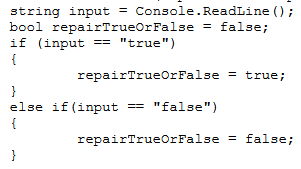 string input = Console.ReadLine();
bool repairTrueOrFalse = false;
if (input == "true")
{
        repairTrueOrFalse = true;
}
else if(input == "false")
{
        repairTrueOrFalse = false;
}